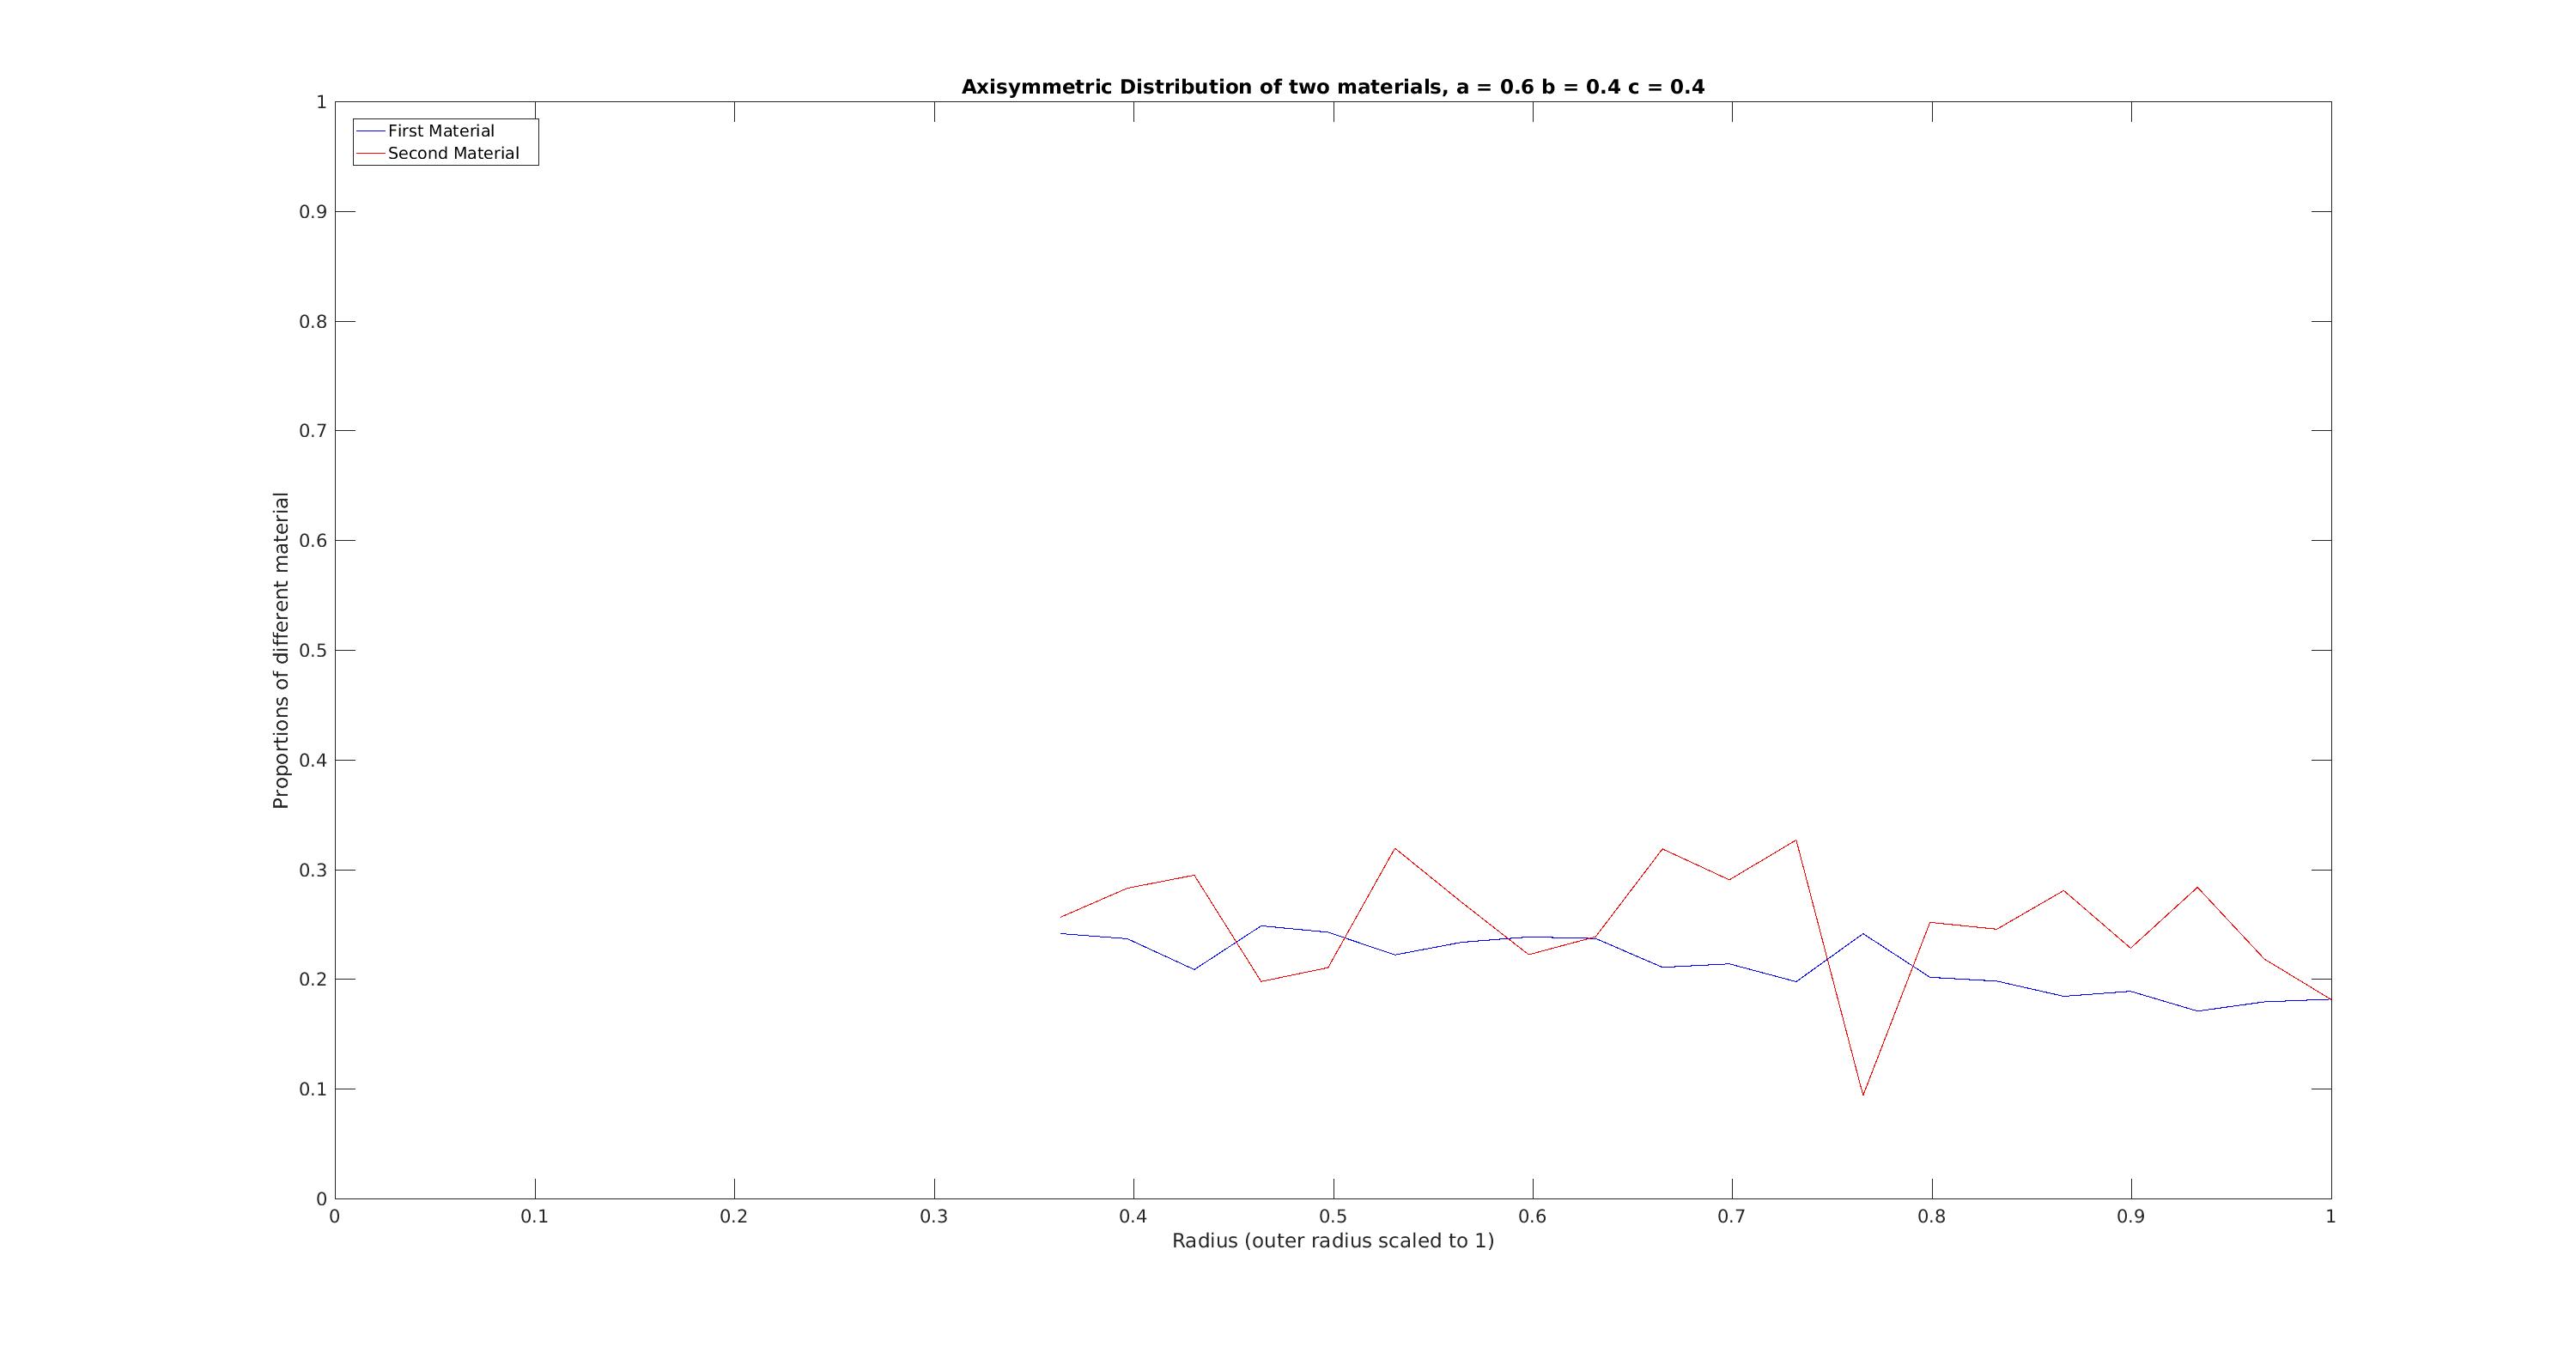 Axisymmetric Distribution of two materials, a = 0.6 b = 0.4 c = 0.4
First Material
Second Material
1
0.9
0.8
0.7
0.6
0.5
0.4
0.3
0.2
0.1
0
Proportions of different material
0 0.1 0.2 0.3 0.4 0.5 0.6 0.7 0.8 0.9 1
Radius (outer radius scaled to 1)